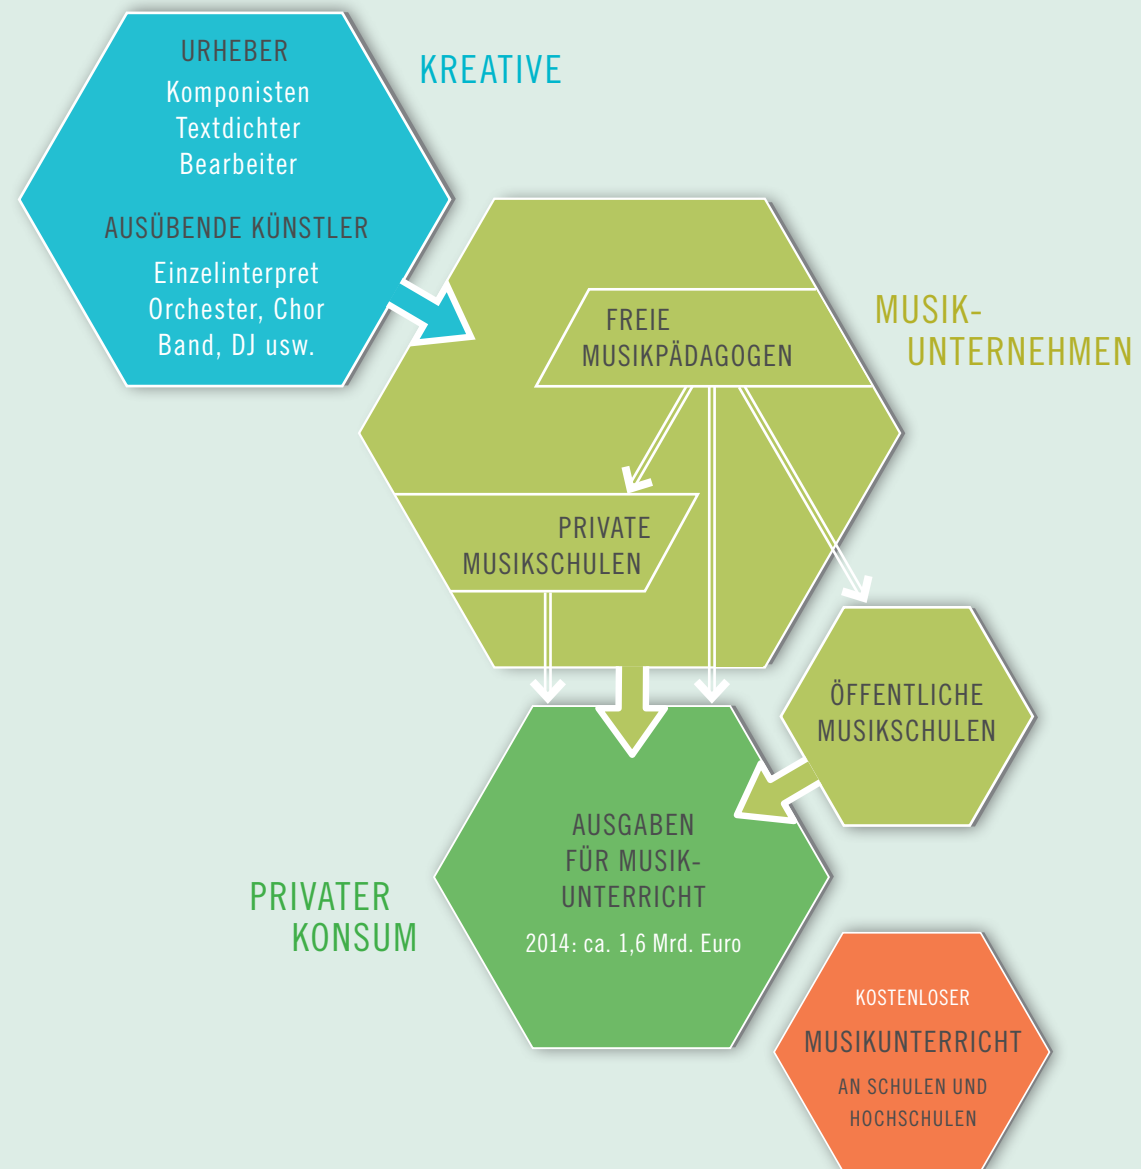 URHEBER
Komponisten
Textdichter
Bearbeiter
AUSÜBENDE KÜNSTLER
Einzelinterpret
Orchester, Chor
Band, DJ usw.
KREATIVE
FREIE
MUSIKPÄDAGOGEN
MUSIK-
UNTERNEHMEN
PRIVATE
MUSIKSCHULEN
ÖFFENTLICHE
MUSIKSCHULEN
AUSGABEN
FÜR MUSIK-
UNTERRICHT
2014: ca. 1,6 Mrd. Euro
PRIVATER
KONSUM
KOSTENLOSER
MUSIKUNTERRICHT
AN SCHULEN UND
HOCHSCHULEN